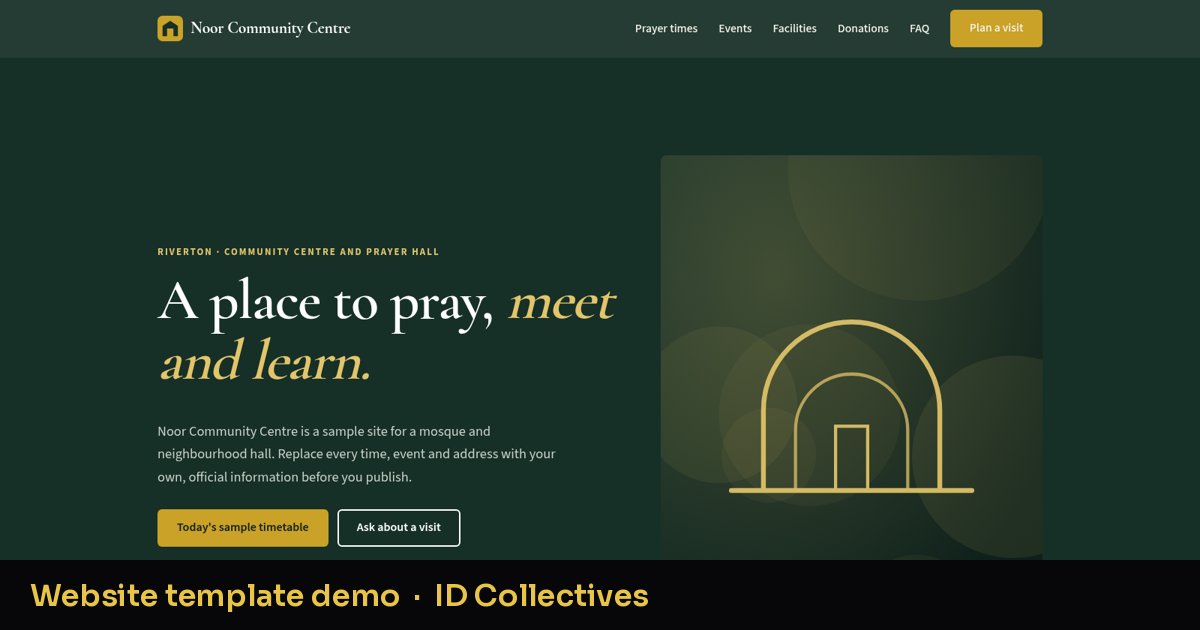 Noor Community Centre
Prayer times
Events
Facilities
Donations
FAQ
Plan a visit
RIVERTON · COMMUNITY CENTRE AND PRAYER HALL
A place to pray, meet
and learn.
Noor Community Centre is a sample site for a mosque and
neighbourhood hall. Replace every time, event and address with your
own, official information before you publish.
Today's sample timetable
Ask about a visit
Website template demo · ID Collectives